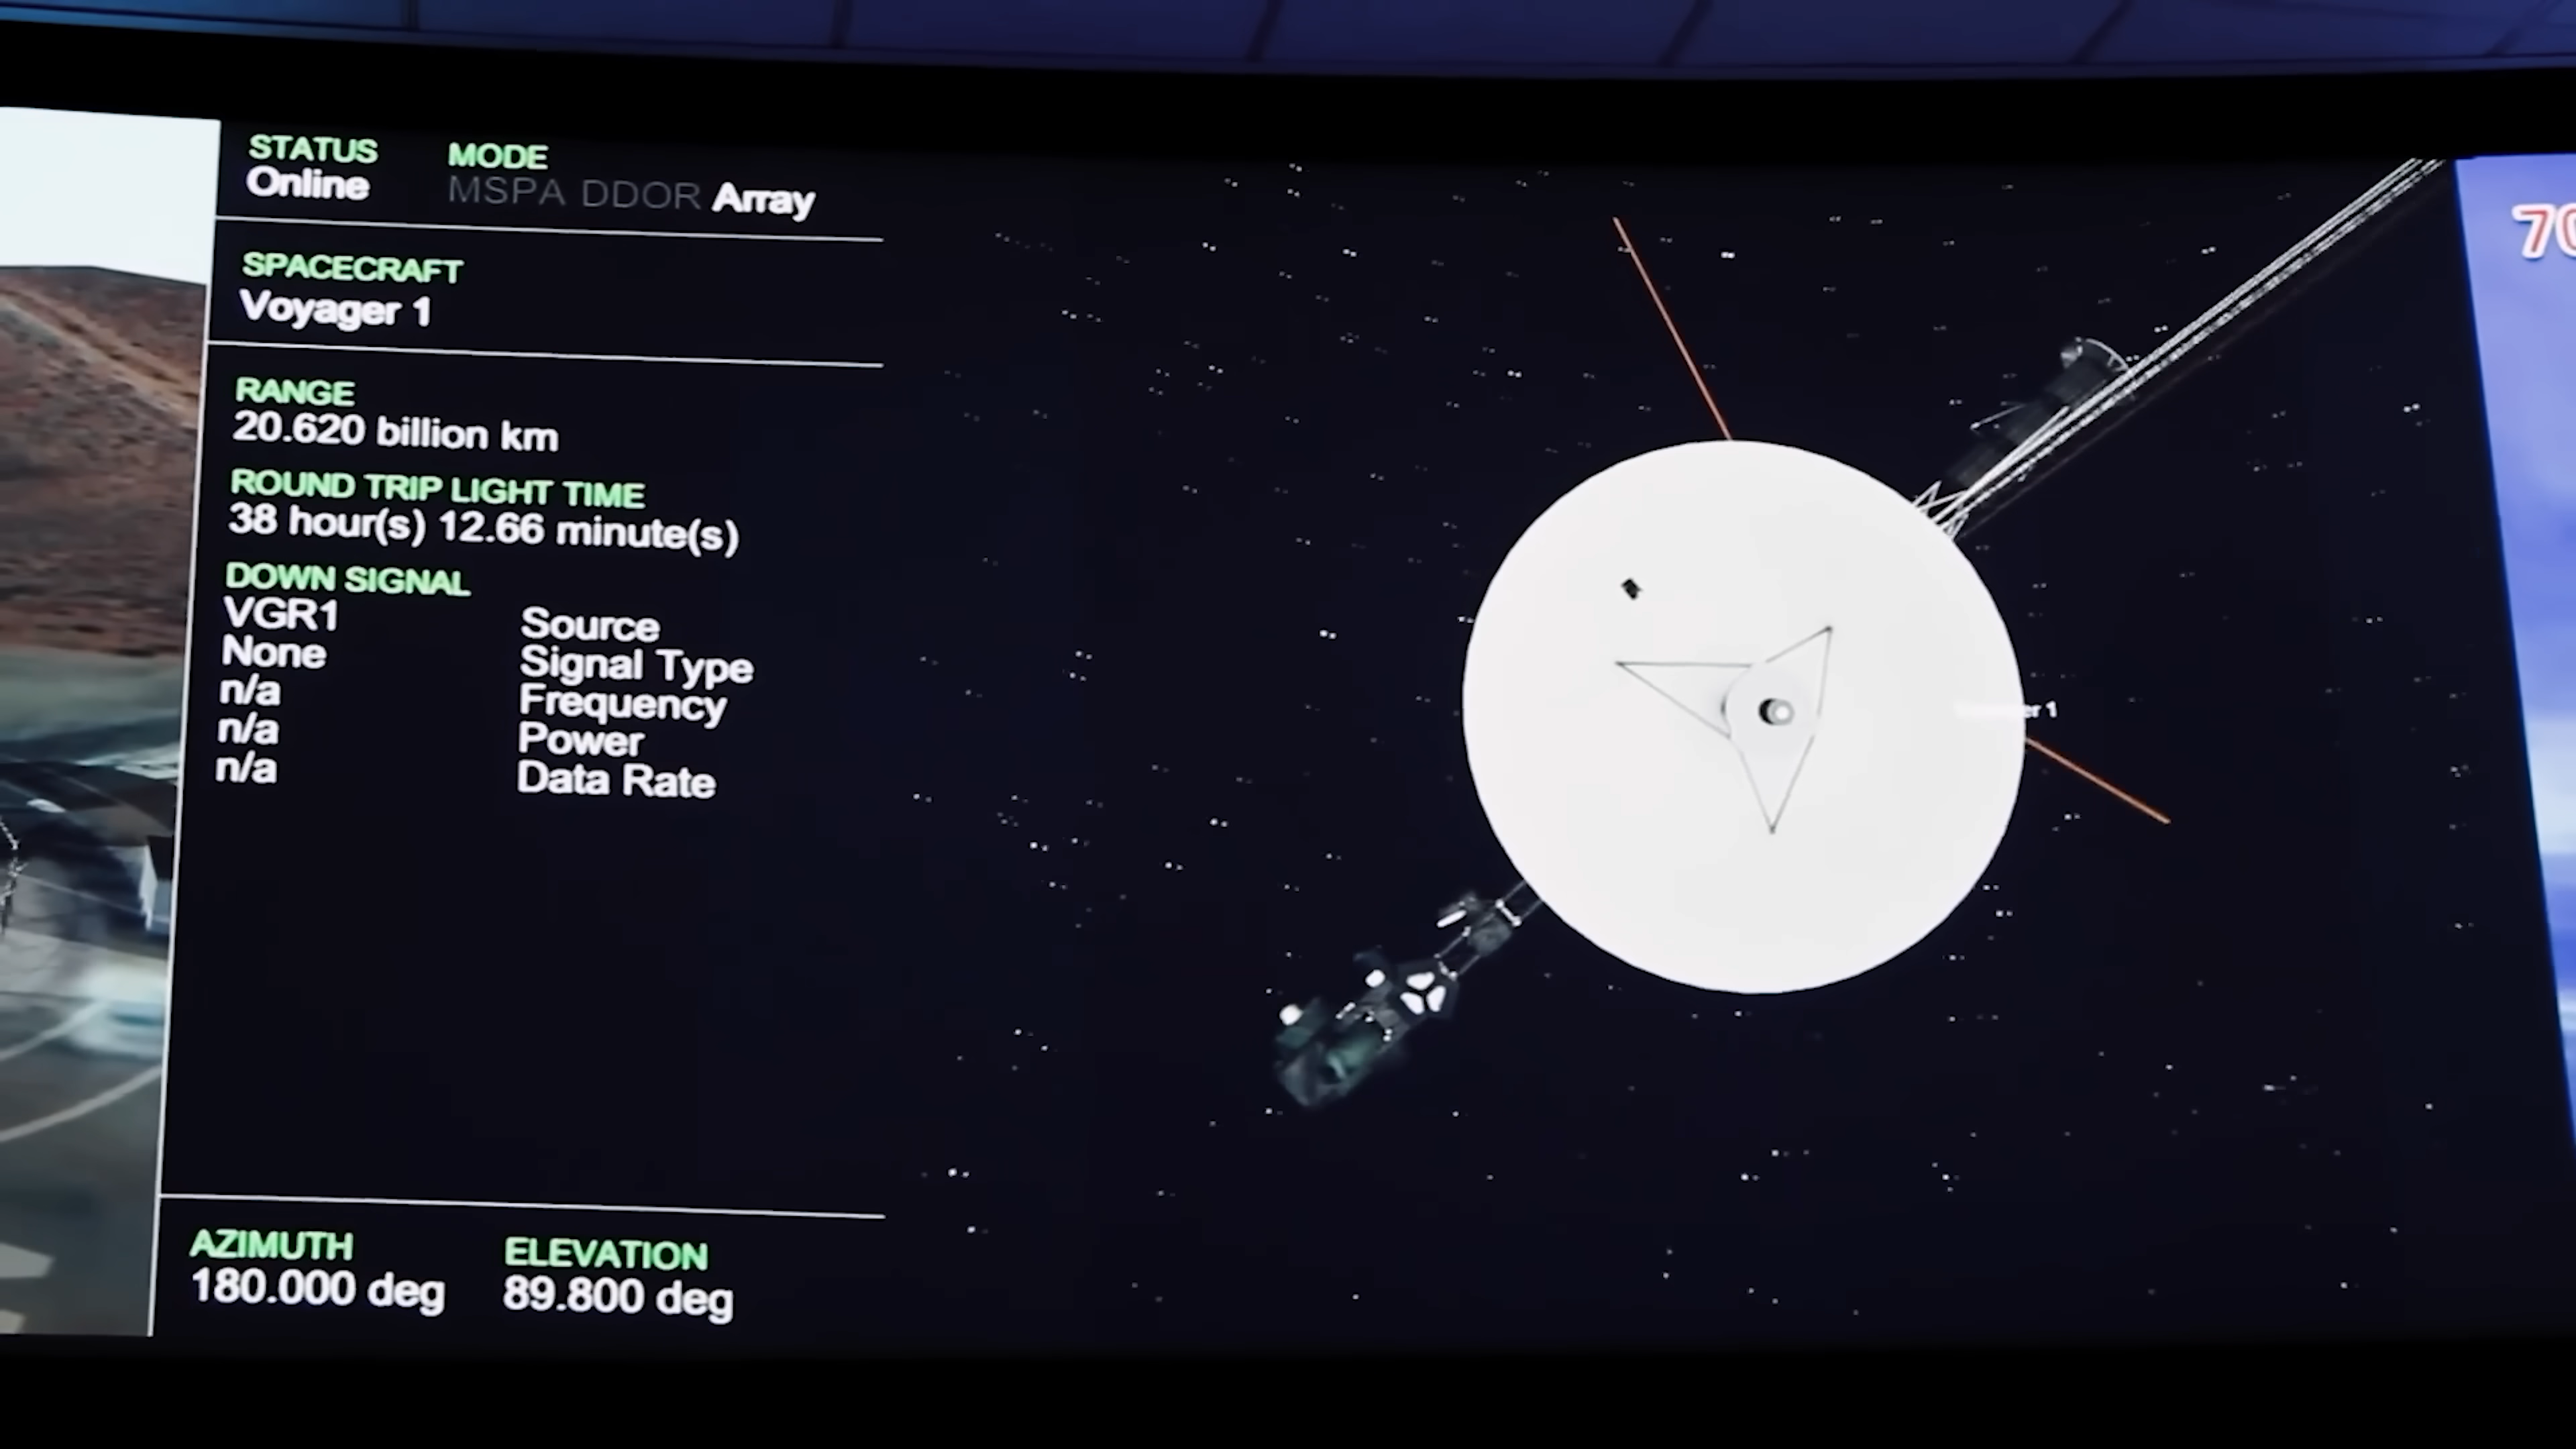 STATUS MODE
Online MSPA DDOR Array
SPACECRAFT
Voyager 1
RANGE
20.620 billion km
ROUND TRIP LIGHT TIME
38 hour(s) 12.66 minute(s)
DOWN SIGNAL
VGR1 Source
None Signal Type
n/a Frequency
n/a Power
n/a Data Rate
AZIMUTH ELEVATION
180.000 deg 89.800 deg
70
1